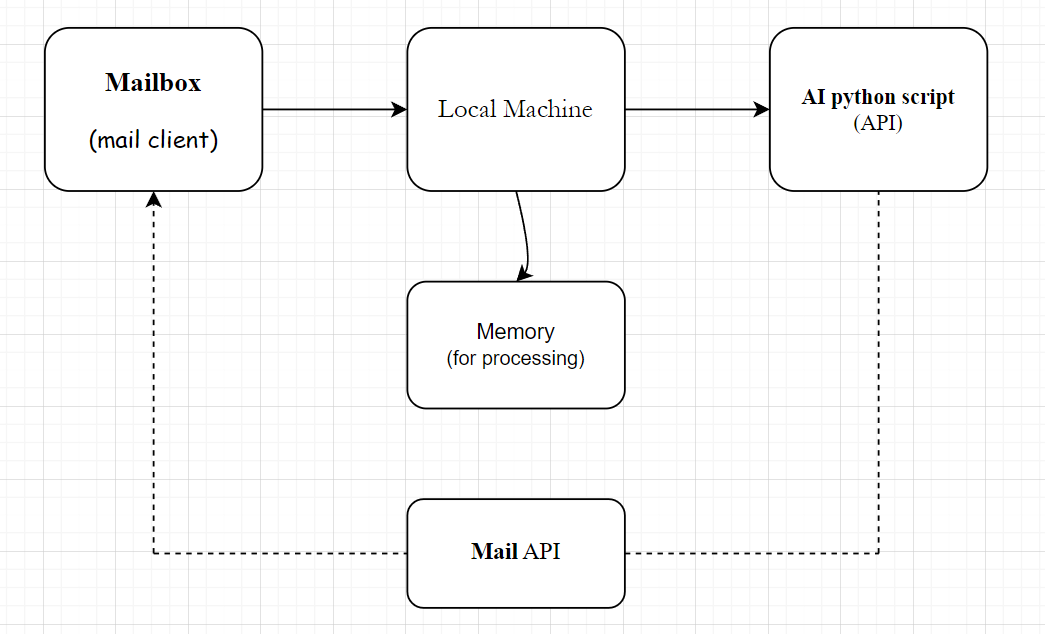 Mailbox
(mail client)
Local Machine
AI python script
(API)
Memory
(for processing)
Mail API